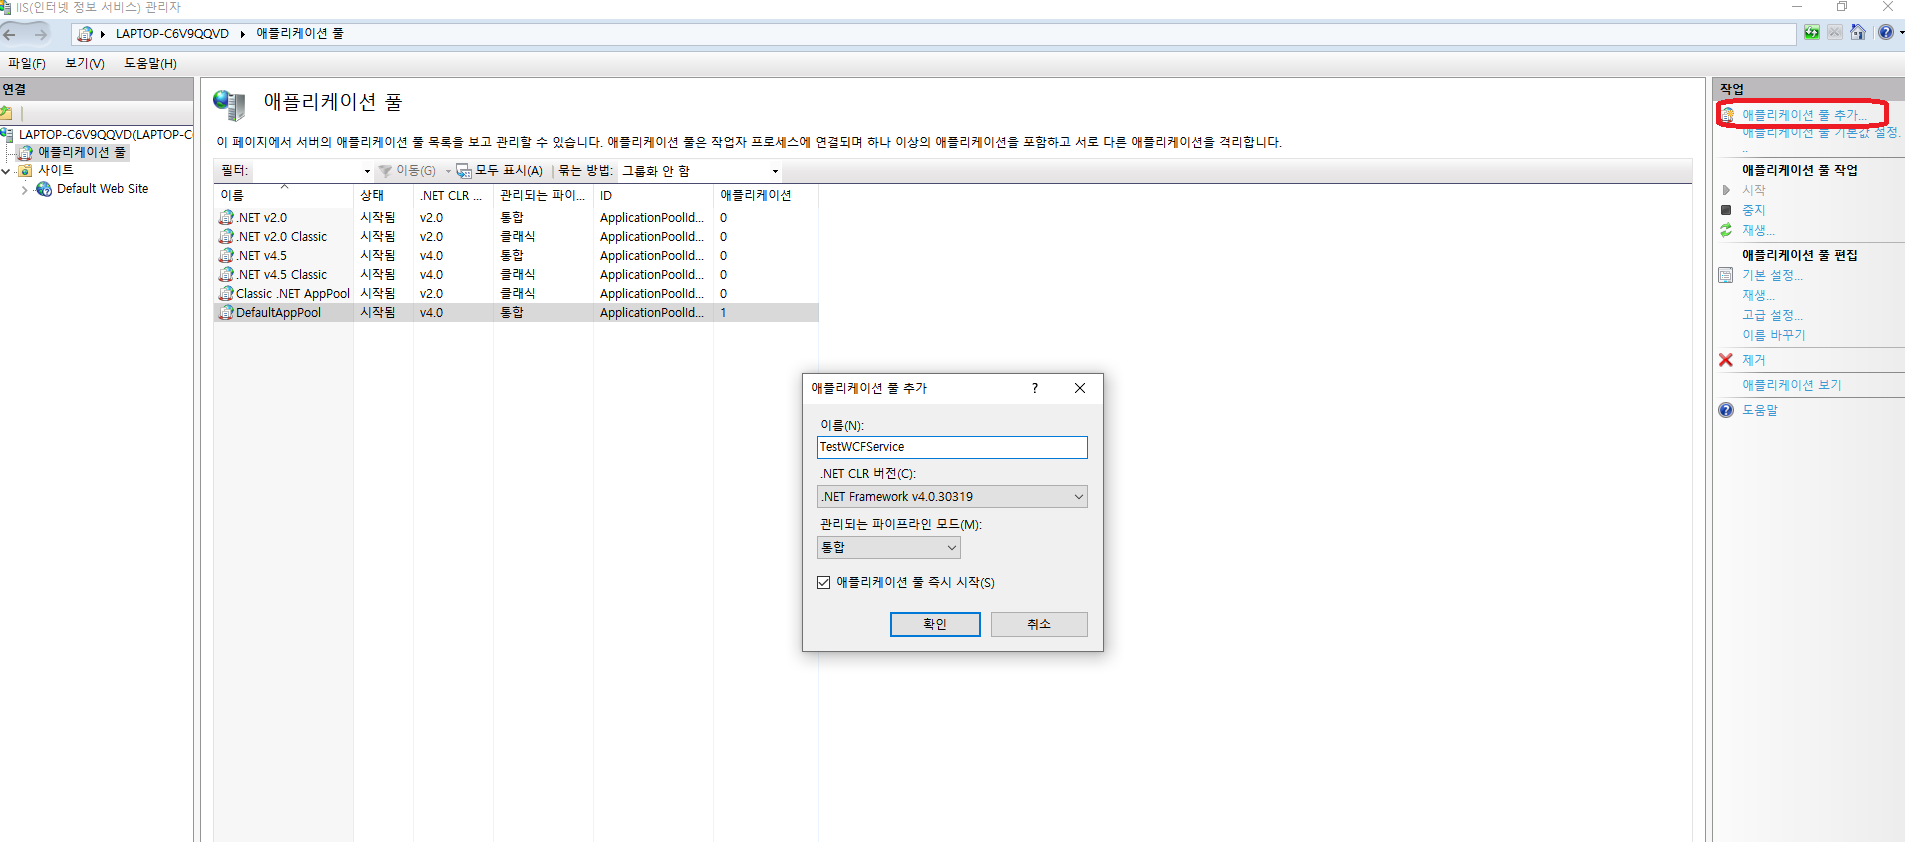 IIS(인터넷 정보 서비스) 관리자
LAPTOP-C6V9QQVD
애플리케이션 풀
파일(F) 보기(V) 도움말(H)
연결
LAPTOP-C6V9QQVD(LAPTOP-C
애플리케이션 풀
사이트
Default Web Site
애플리케이션 풀
이 페이지에서 서버의 애플리케이션 풀 목록을 보고 관리할 수 있습니다. 애플리케이션 풀은 작업자 프로세스에 연결되며 하나 이상의 애플리케이션을 포함하고 서로 다른 애플리케이션을 격리합니다.
필터: 이동(G) 모두 표시(A) 묶는 방법: 그룹화 안 함
이름 상태 .NET CLR ... 관리되는 파이... ID 애플리케이션
.NET v2.0 시작됨 v2.0 통합 ApplicationPoolId... 0
.NET v2.0 Classic 시작됨 v2.0 클래식 ApplicationPoolId... 0
.NET v4.5 시작됨 v4.0 통합 ApplicationPoolId... 0
.NET v4.5 Classic 시작됨 v4.0 클래식 ApplicationPoolId... 0
Classic .NET AppPool 시작됨 v2.0 클래식 ApplicationPoolId... 0
DefaultAppPool 시작됨 v4.0 통합 ApplicationPoolId... 1
애플리케이션 풀 추가
?
이름(N):
TestWCFService
.NET CLR 버전(C):
.NET Framework v4.0.30319
관리되는 파이프라인 모드(M):
통합
애플리케이션 풀 즉시 시작(S)
확인 취소
작업
애플리케이션 풀 추가...
애플리케이션 풀 기본값 설정.
..
애플리케이션 풀 작업
시작
중지
재생...
애플리케이션 풀 편집
기본 설정...
재생...
고급 설정...
이름 바꾸기
제거
애플리케이션 보기
도움말